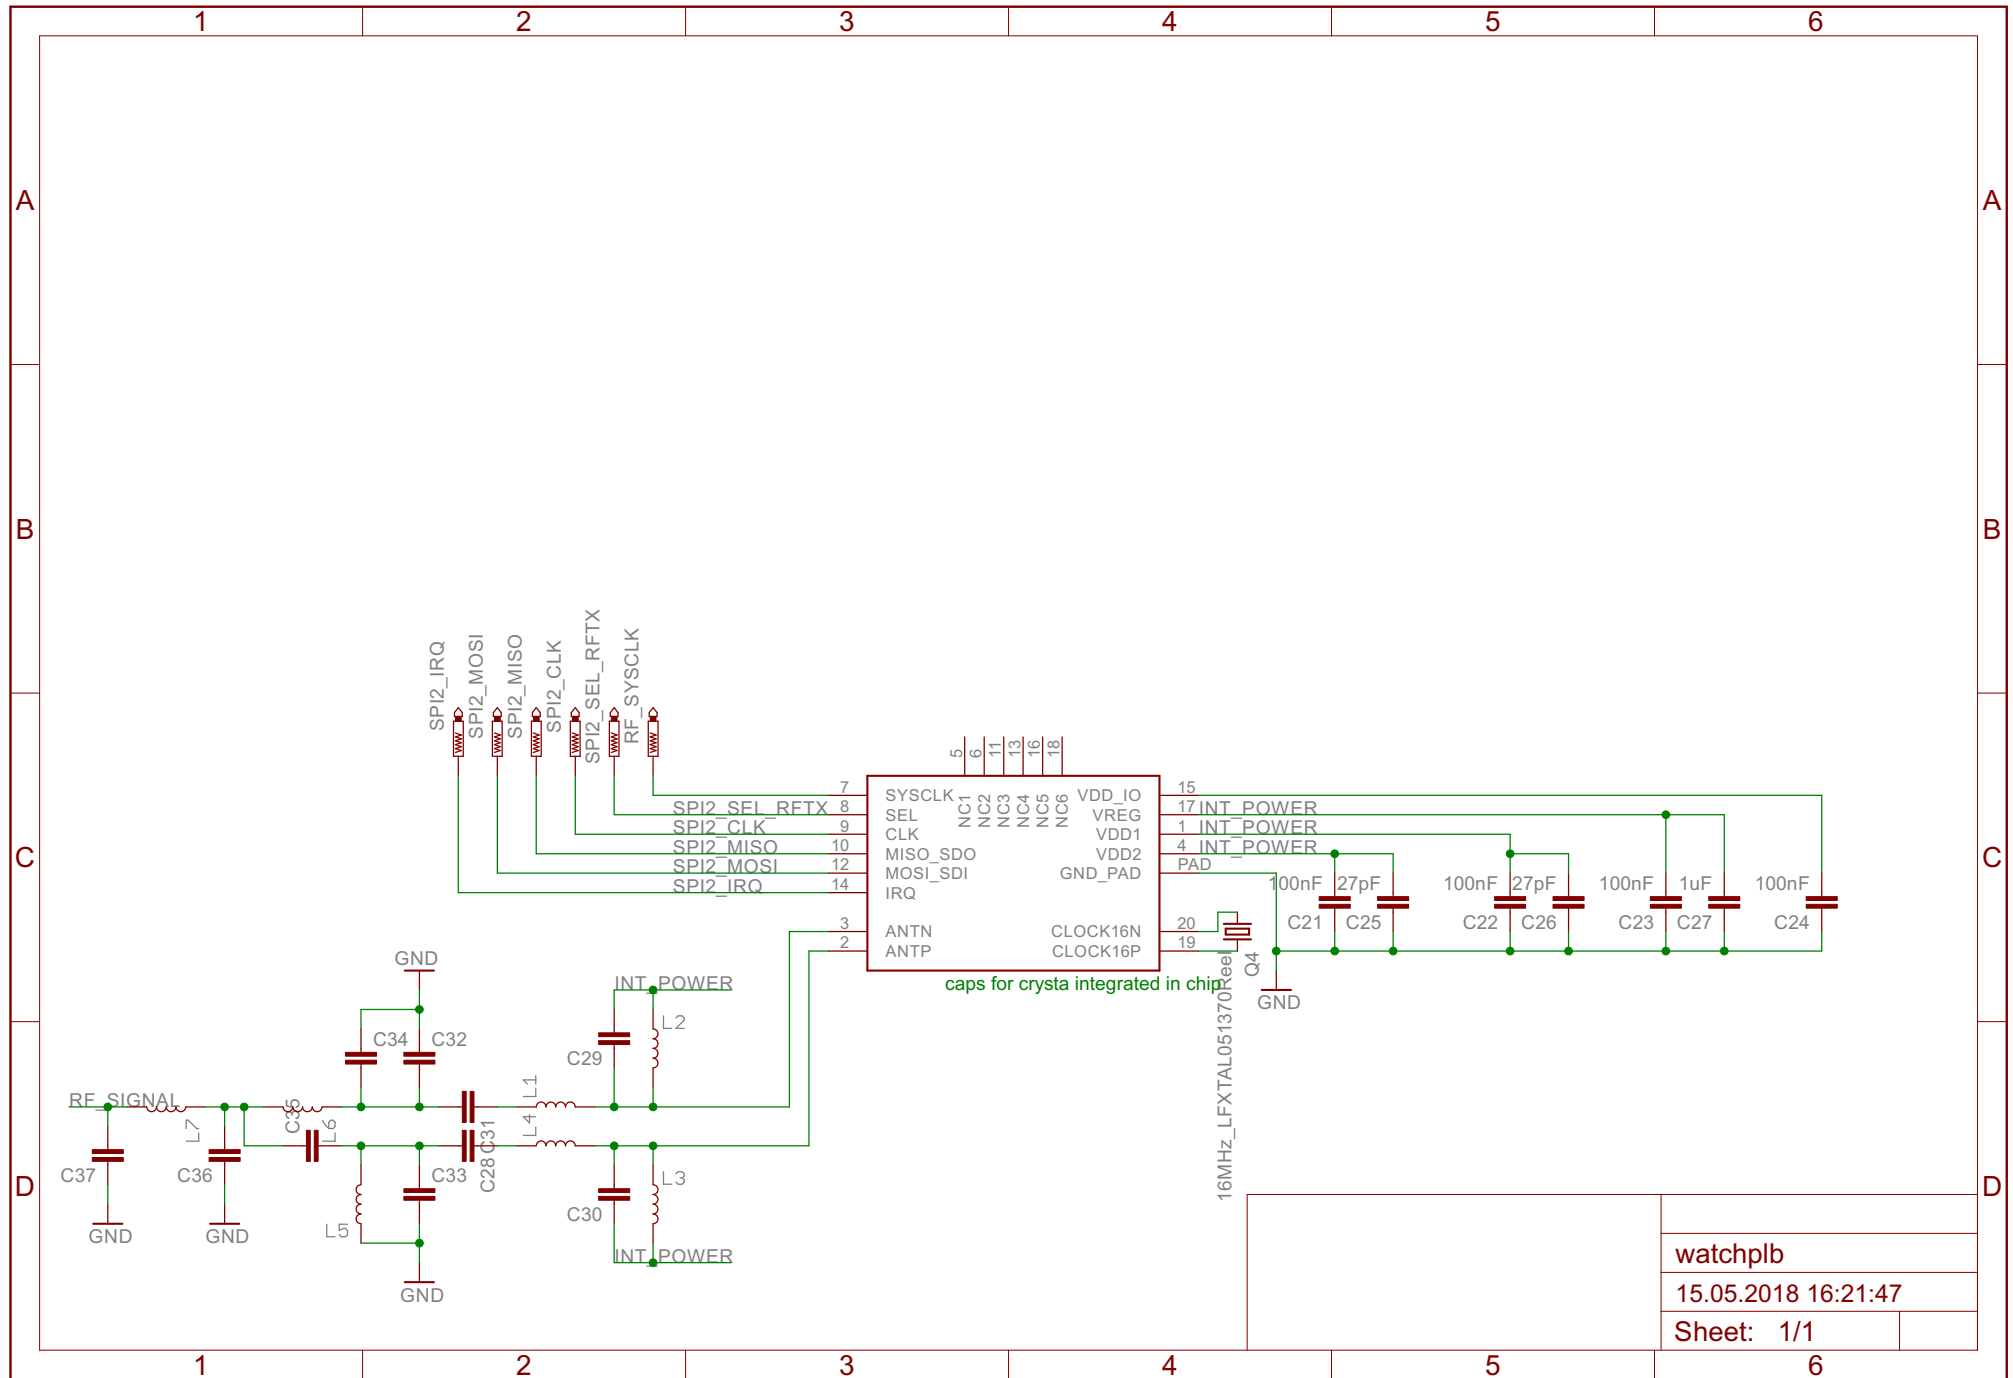 1 2 3 4 5 6
A A
B B
C C
D D
SPI2_IRQ
SPI2_MOSI
SPI2_MISO
SPI2_CLK
SPI2_SEL_RFTX
RF_SYSCLK
5 6 11 13 16 18
NC1 NC2 NC3 NC4 NC5 NC6
7 SYSCLK
SPI2_SEL_RFTX 8 SEL
SPI2_CLK 9 CLK
SPI2_MISO 10 MISO_SDO
SPI2_MOSI 12 MOSI_SDI
SPI2_IRQ 14 IRQ
3 ANTN
2 ANTP
VDD_IO 15
VREG 17 INT_POWER
VDD1 1 INT_POWER
VDD2 4 INT_POWER
GND_PAD PAD
CLOCK16N 20
CLOCK16P 19
caps for crysta integrated in chip
16MHz_LFXTAL051370Reel
Q4
GND
100nF 27pF 100nF 27pF 100nF 1uF 100nF
C21 C25 C22 C26 C23 C27 C24
GND
INT_POWER
C34 C32
C29 L2
RF_SIGNAL
C35 L1
L7 L6 L4
C31
C28
C37 C36 C33 L3
L5 C30
GND GND INT_POWER
GND
watchplb
15.05.2018 16:21:47
Sheet: 1/1
1 2 3 4 5 6